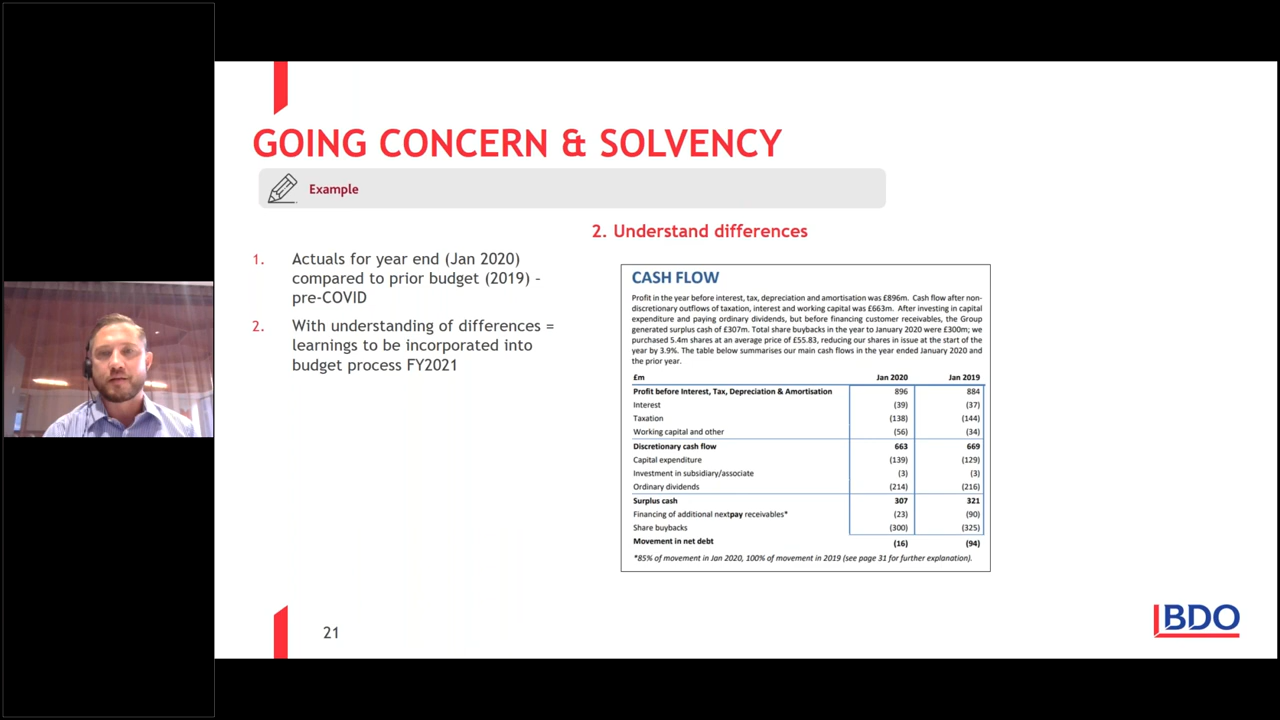 GOING CONCERN & SOLVENCY
Example
1. Actuals for year end (Jan 2020)
compared to prior budget (2019) –
pre-COVID
2. With understanding of differences =
learnings to be incorporated into
budget process FY2021
2. Understand differences
CASH FLOW
Profit in the year before interest, tax, depreciation and amortisation was £896m. Cash flow after non-
discretionary outflows of taxation, interest and working capital was £663m. After investing in capital
expenditure and paying ordinary dividends, but before financing customer receivables, the Group
generated surplus cash of £307m. Total share buybacks in the year to January 2020 were £300m; we
purchased 5.4m shares at an average price of £55.83, reducing our shares in issue at the start of the
year by 3.9%. The table below summarises our main cash flows in the year ended January 2020 and
the prior year.
£m Jan 2020 Jan 2019
Profit before Interest, Tax, Depreciation & Amortisation 896 884
Interest (39) (37)
Taxation (138) (144)
Working capital and other (56) (34)
Discretionary cash flow 663 669
Capital expenditure (139) (129)
Investment in subsidiary/associate (3) (3)
Ordinary dividends (214) (216)
Surplus cash 307 321
Financing of additional nextpay receivables* (23) (90)
Share buybacks (300) (325)
Movement in net debt (16) (94)
*85% of movement in Jan 2020, 100% of movement in 2019 (see page 31 for further explanation).
21
BDO